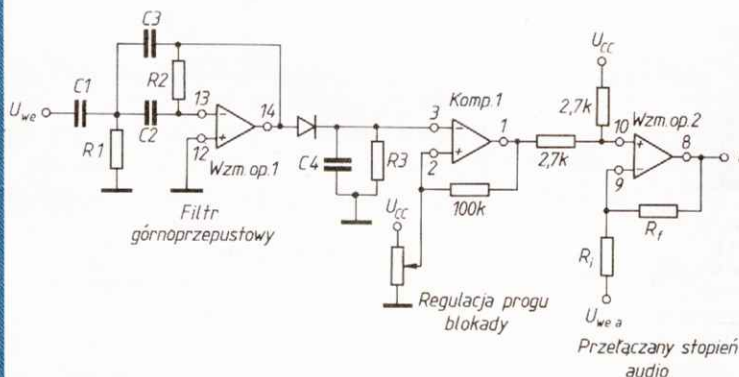 C3
C1
R2
U_we
13
14
C2
R1
12
Wzm.op.1
Filtr
górnoprzepustowy
C4
R3
Komp.1
3
1
2
100k
U_CC
Regulacja progu
blokady
U_CC
2,7k
2,7k
10
Wzm.op.2
8
9
R_f
R_i
U_we a
Przełączany stopień
audio